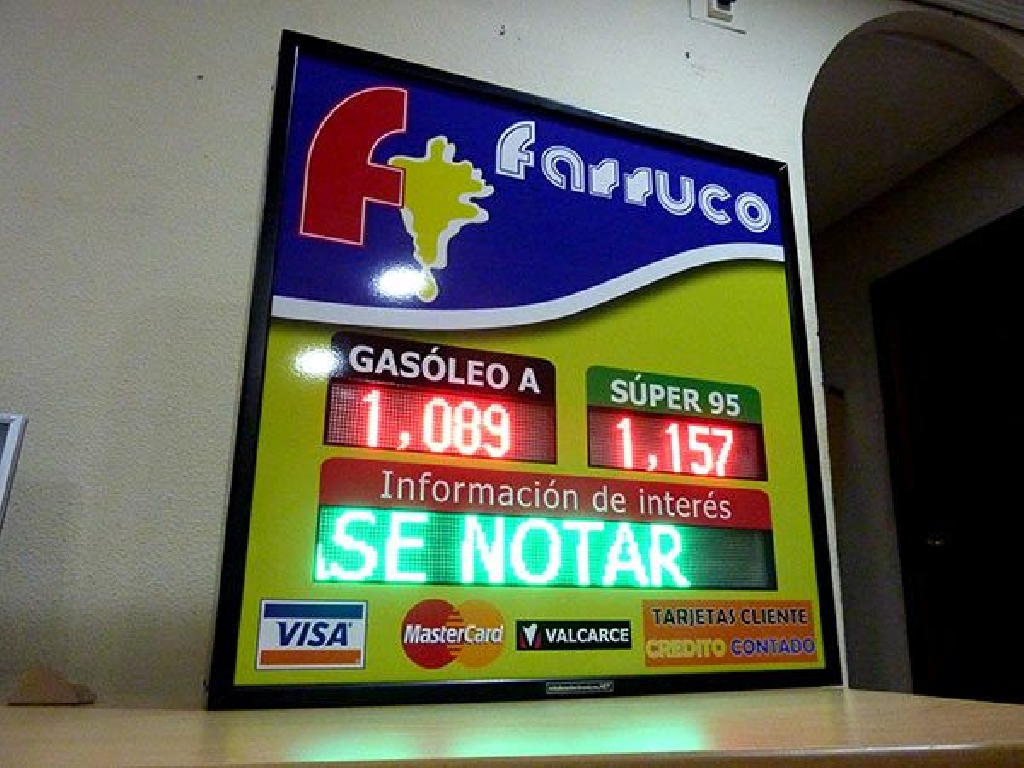 f farruco
GASÓLEO A
1,089
SÚPER 95
1,157
Información de interés
SE NOTAR
VISA
MasterCard
VALCARCE
TARJETAS CLIENTE
CREDITO CONTADO